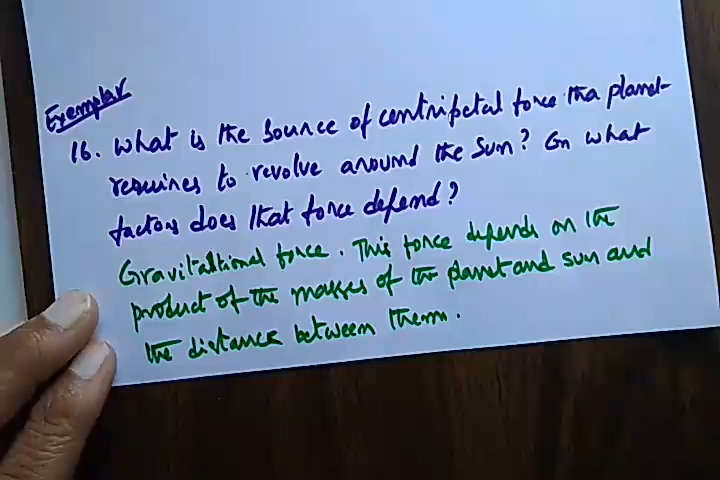 Exemplar
16. What is the source of centripetal force tha planet
requires to revolve around the Sun? On what
factors does that force depend?
Gravitational force. This force depends on the
product of the masses of the planet and sun and
the distance between them.